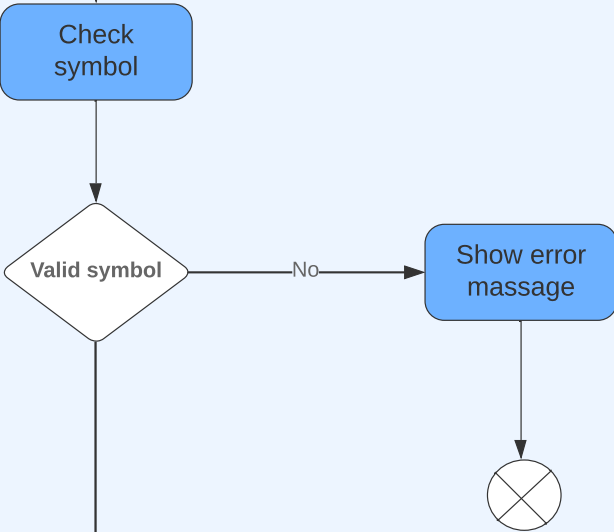 Check
symbol
Valid symbol
No
Show error
massage